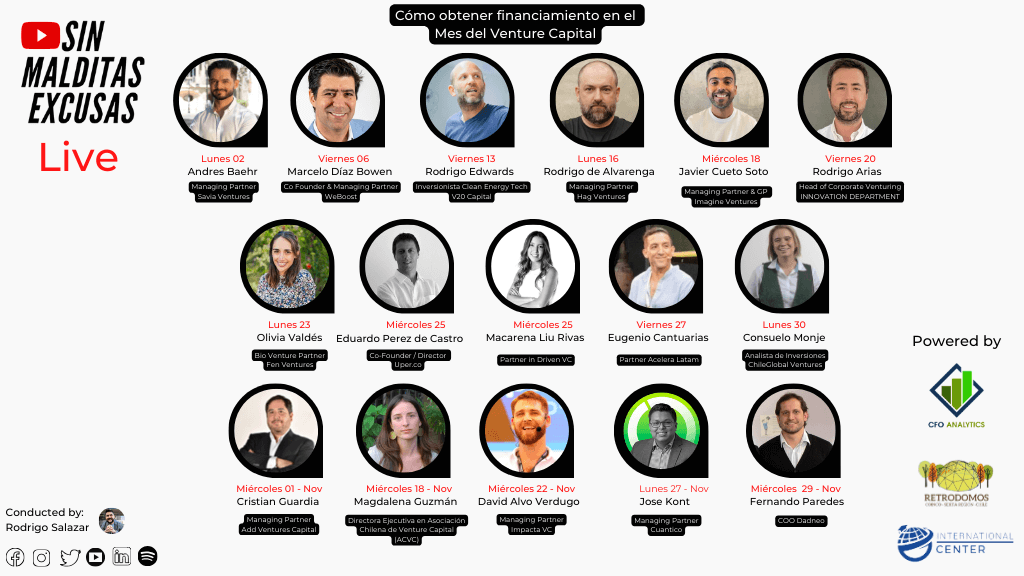 Cómo obtener financiamiento en el
Mes del Venture Capital
SIN
MALDITAS
EXCUSAS
Live
Lunes 02
Andres Baehr
Managing Partner
Savia Ventures
Viernes 06
Marcelo Díaz Bowen
Co Founder & Managing Partner
WeBoost
Viernes 13
Rodrigo Edwards
Inversionista Clean Energy Tech
V20 Capital
Lunes 16
Rodrigo de Alvarenga
Managing Partner
Hag Ventures
Miércoles 18
Javier Cueto Soto
Managing Partner & GP
Imagine Ventures
Viernes 20
Rodrigo Arias
Head of Corporate Venturing
INNOVATION DEPARTMENT
Lunes 23
Olivia Valdés
Bio Venture Partner
Fen Ventures
Miércoles 25
Eduardo Perez de Castro
Co-Founder / Director
Uper.co
Miércoles 25
Macarena Liu Rivas
Partner in Driven VC
Viernes 27
Eugenio Cantuarias
Partner Acelera Latam
Lunes 30
Consuelo Monje
Analista de Inversiones
ChileGlobal Ventures
Miércoles 01 - Nov
Cristian Guardia
Managing Partner
Add Ventures Capital
Miércoles 18 - Nov
Magdalena Guzmán
Directora Ejecutiva en Asociación
Chilena de Venture Capital
(ACVC)
Miércoles 22 - Nov
David Alvo Verdugo
Managing Partner
Impacta VC
Lunes 27 - Nov
Jose Kont
Managing Partner
Cuantico
Miércoles 29 - Nov
Fernando Paredes
COO Dadneo
Powered by
CFO ANALYTICS
RETRODOMOS
INTERNATIONAL
CENTER
Conducted by:
Rodrigo Salazar